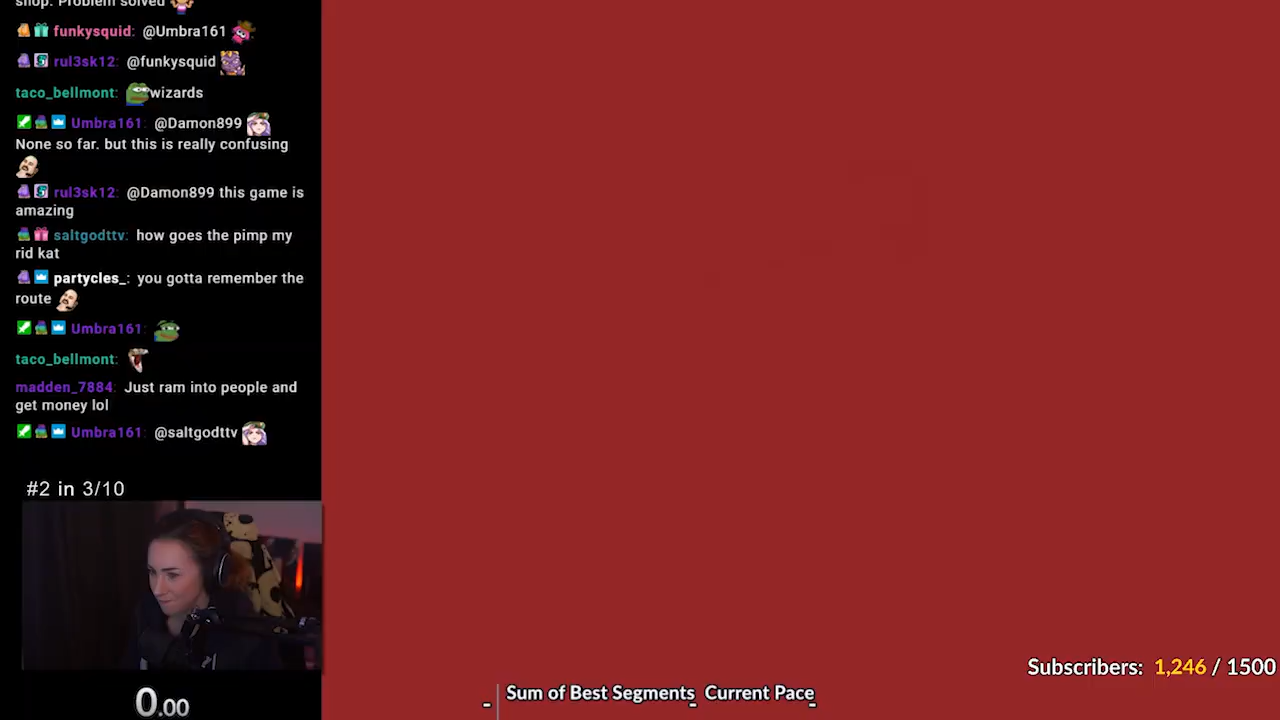 shop. Problem solved
funkysquid: @Umbra161
rul3sk12: @funkysquid
taco_bellmont: wizards
Umbra161: @Damon899
None so far. but this is really confusing
rul3sk12: @Damon899 this game is
amazing
saltgodttv: how goes the pimp my
rid kat
partycles_: you gotta remember the
route
Umbra161:
taco_bellmont:
madden_7884: Just ram into people and
get money lol
Umbra161: @saltgodttv
#2 in 3/10
0.00
- Sum of Best Segments - Current Pace -
Subscribers: 1,246 / 1500